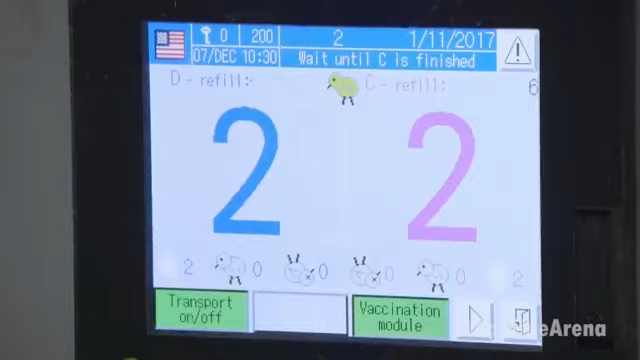 0 200 2 1/11/2017
07/DEC 10:30 Wait until C is finished
D - refill:- C - refill: 6
2 2
2 0 0 0 0 2
Transport on/off
Vaccination module
Arena